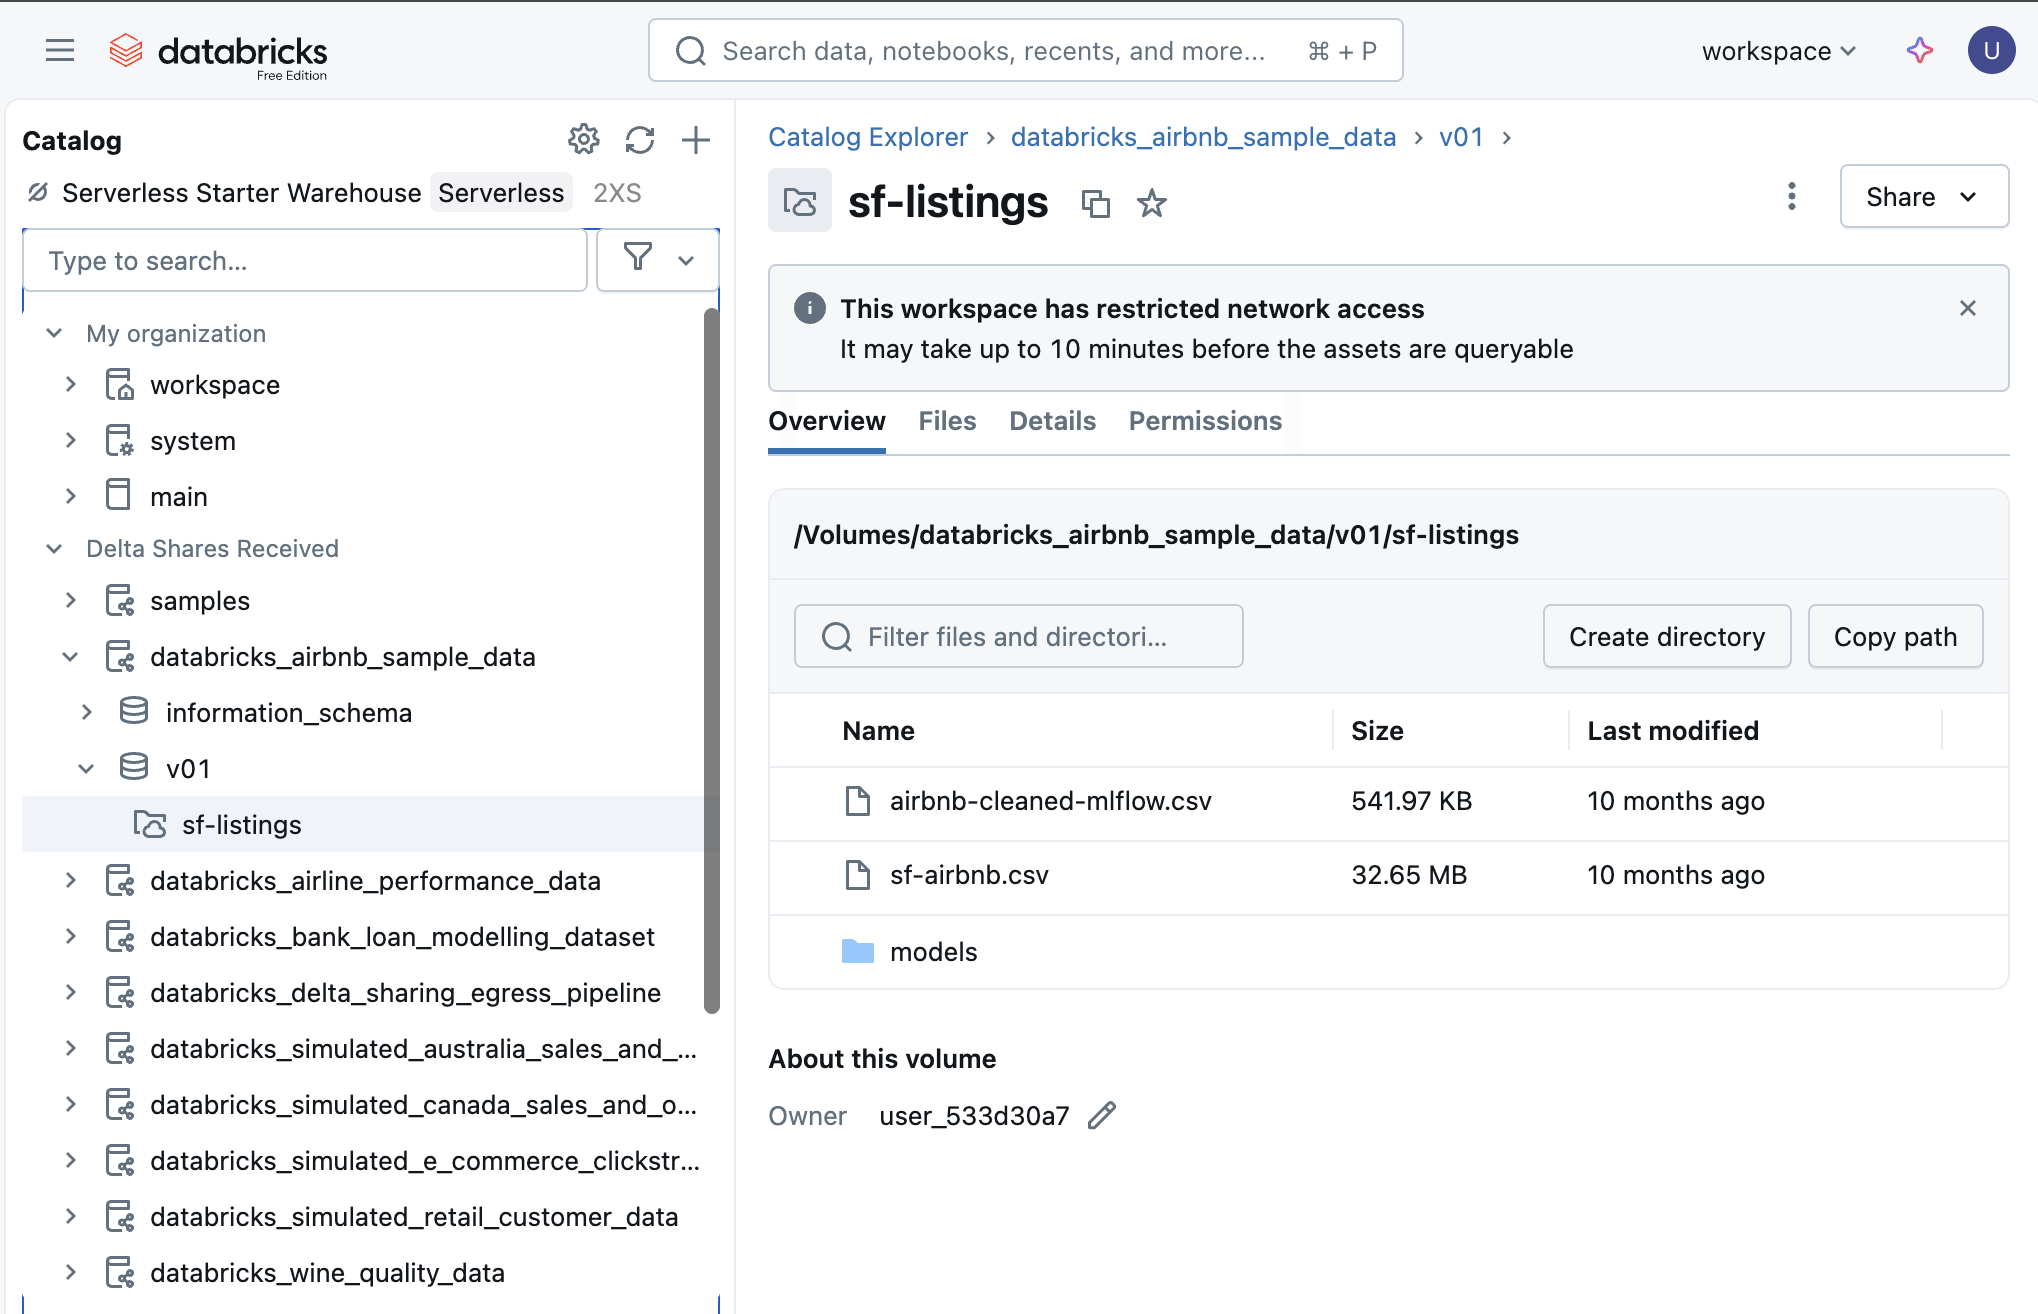 databricks
Free Edition
Search data, notebooks, recents, and more...
⌘ + P
workspace
U
Catalog
Serverless Starter Warehouse Serverless 2XS
Type to search...
My organization
workspace
system
main
Delta Shares Received
samples
databricks_airbnb_sample_data
information_schema
v01
sf-listings
databricks_airline_performance_data
databricks_bank_loan_modelling_dataset
databricks_delta_sharing_egress_pipeline
databricks_simulated_australia_sales_and_...
databricks_simulated_canada_sales_and_o...
databricks_simulated_e_commerce_clickstr...
databricks_simulated_retail_customer_data
databricks_wine_quality_data
Catalog Explorer > databricks_airbnb_sample_data > v01 >
sf-listings
Share
This workspace has restricted network access
It may take up to 10 minutes before the assets are queryable
Overview Files Details Permissions
/Volumes/databricks_airbnb_sample_data/v01/sf-listings
Filter files and directori...
Create directory
Copy path
Name Size Last modified
airbnb-cleaned-mlflow.csv 541.97 KB 10 months ago
sf-airbnb.csv 32.65 MB 10 months ago
models
About this volume
Owner user_533d30a7